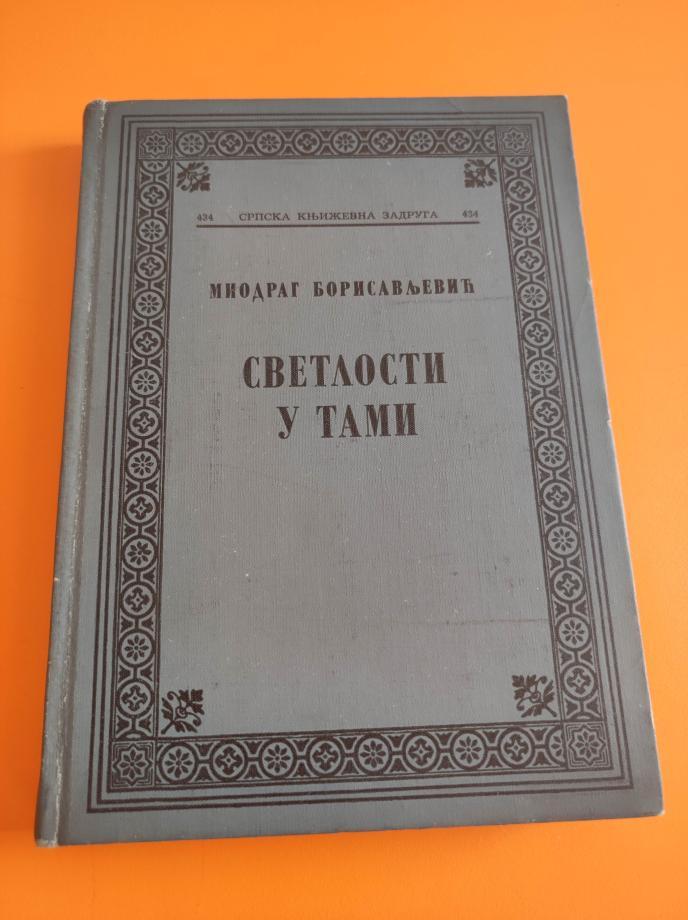 434 СРПСКА КЊИЖЕВНА ЗАДРУГА 434
МИОДРАГ БОРИСАВЉЕВИЋ
СВЕТЛОСТИ
У ТАМИ